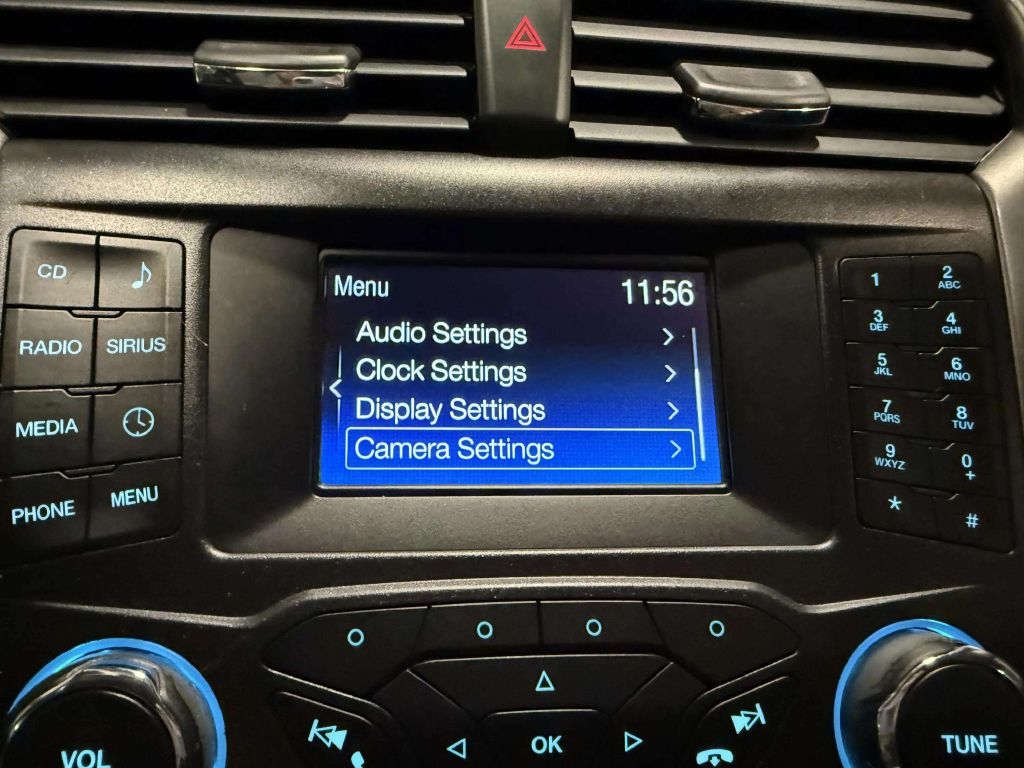 Menu 11:56
Audio Settings
Clock Settings
Display Settings
Camera Settings
CD
RADIO SIRIUS
MEDIA
PHONE MENU
1 2 ABC
3 DEF 4 GHI
5 JKL 6 MNO
7 PQRS 8 TUV
9 WXYZ 0 +
* #
VOL
OK
TUNE